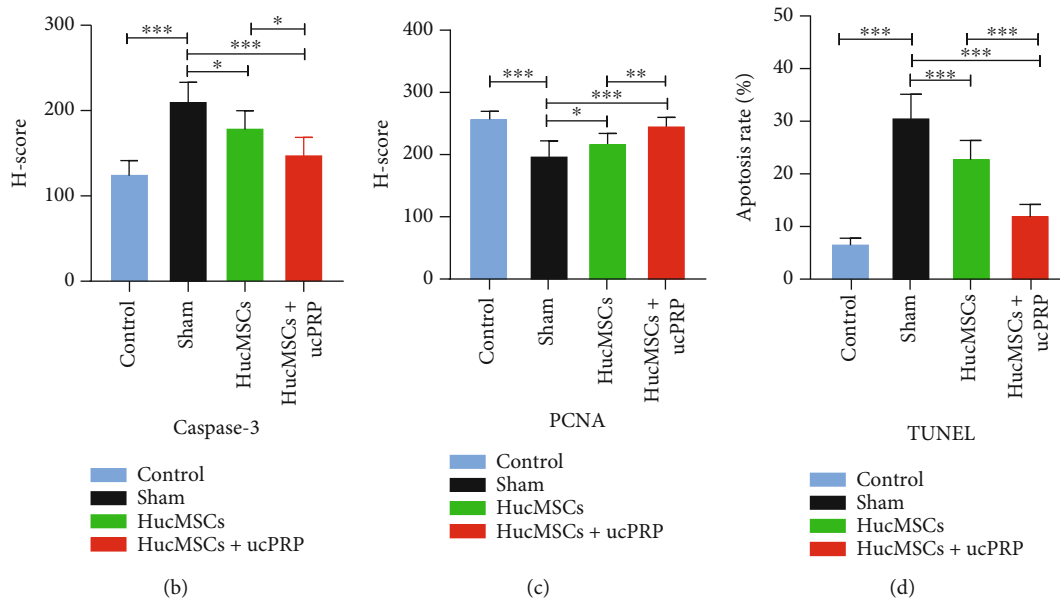 300
200
100
0
H-score
***
*
***
*
Control
Sham
HucMSCs
HucMSCs +
ucPRP
Caspase-3
Control
Sham
HucMSCs
HucMSCs + ucPRP
(b)
400
300
200
100
0
H-score
***
**
***
*
Control
Sham
HucMSCs
HucMSCs +
ucPRP
PCNA
Control
Sham
HucMSCs
HucMSCs + ucPRP
(c)
50
40
30
20
10
0
Apotosis rate (%)
***
***
***
***
Control
Sham
HucMSCs
HucMSCs +
ucPRP
TUNEL
Control
Sham
HucMSCs
HucMSCs + ucPRP
(d)